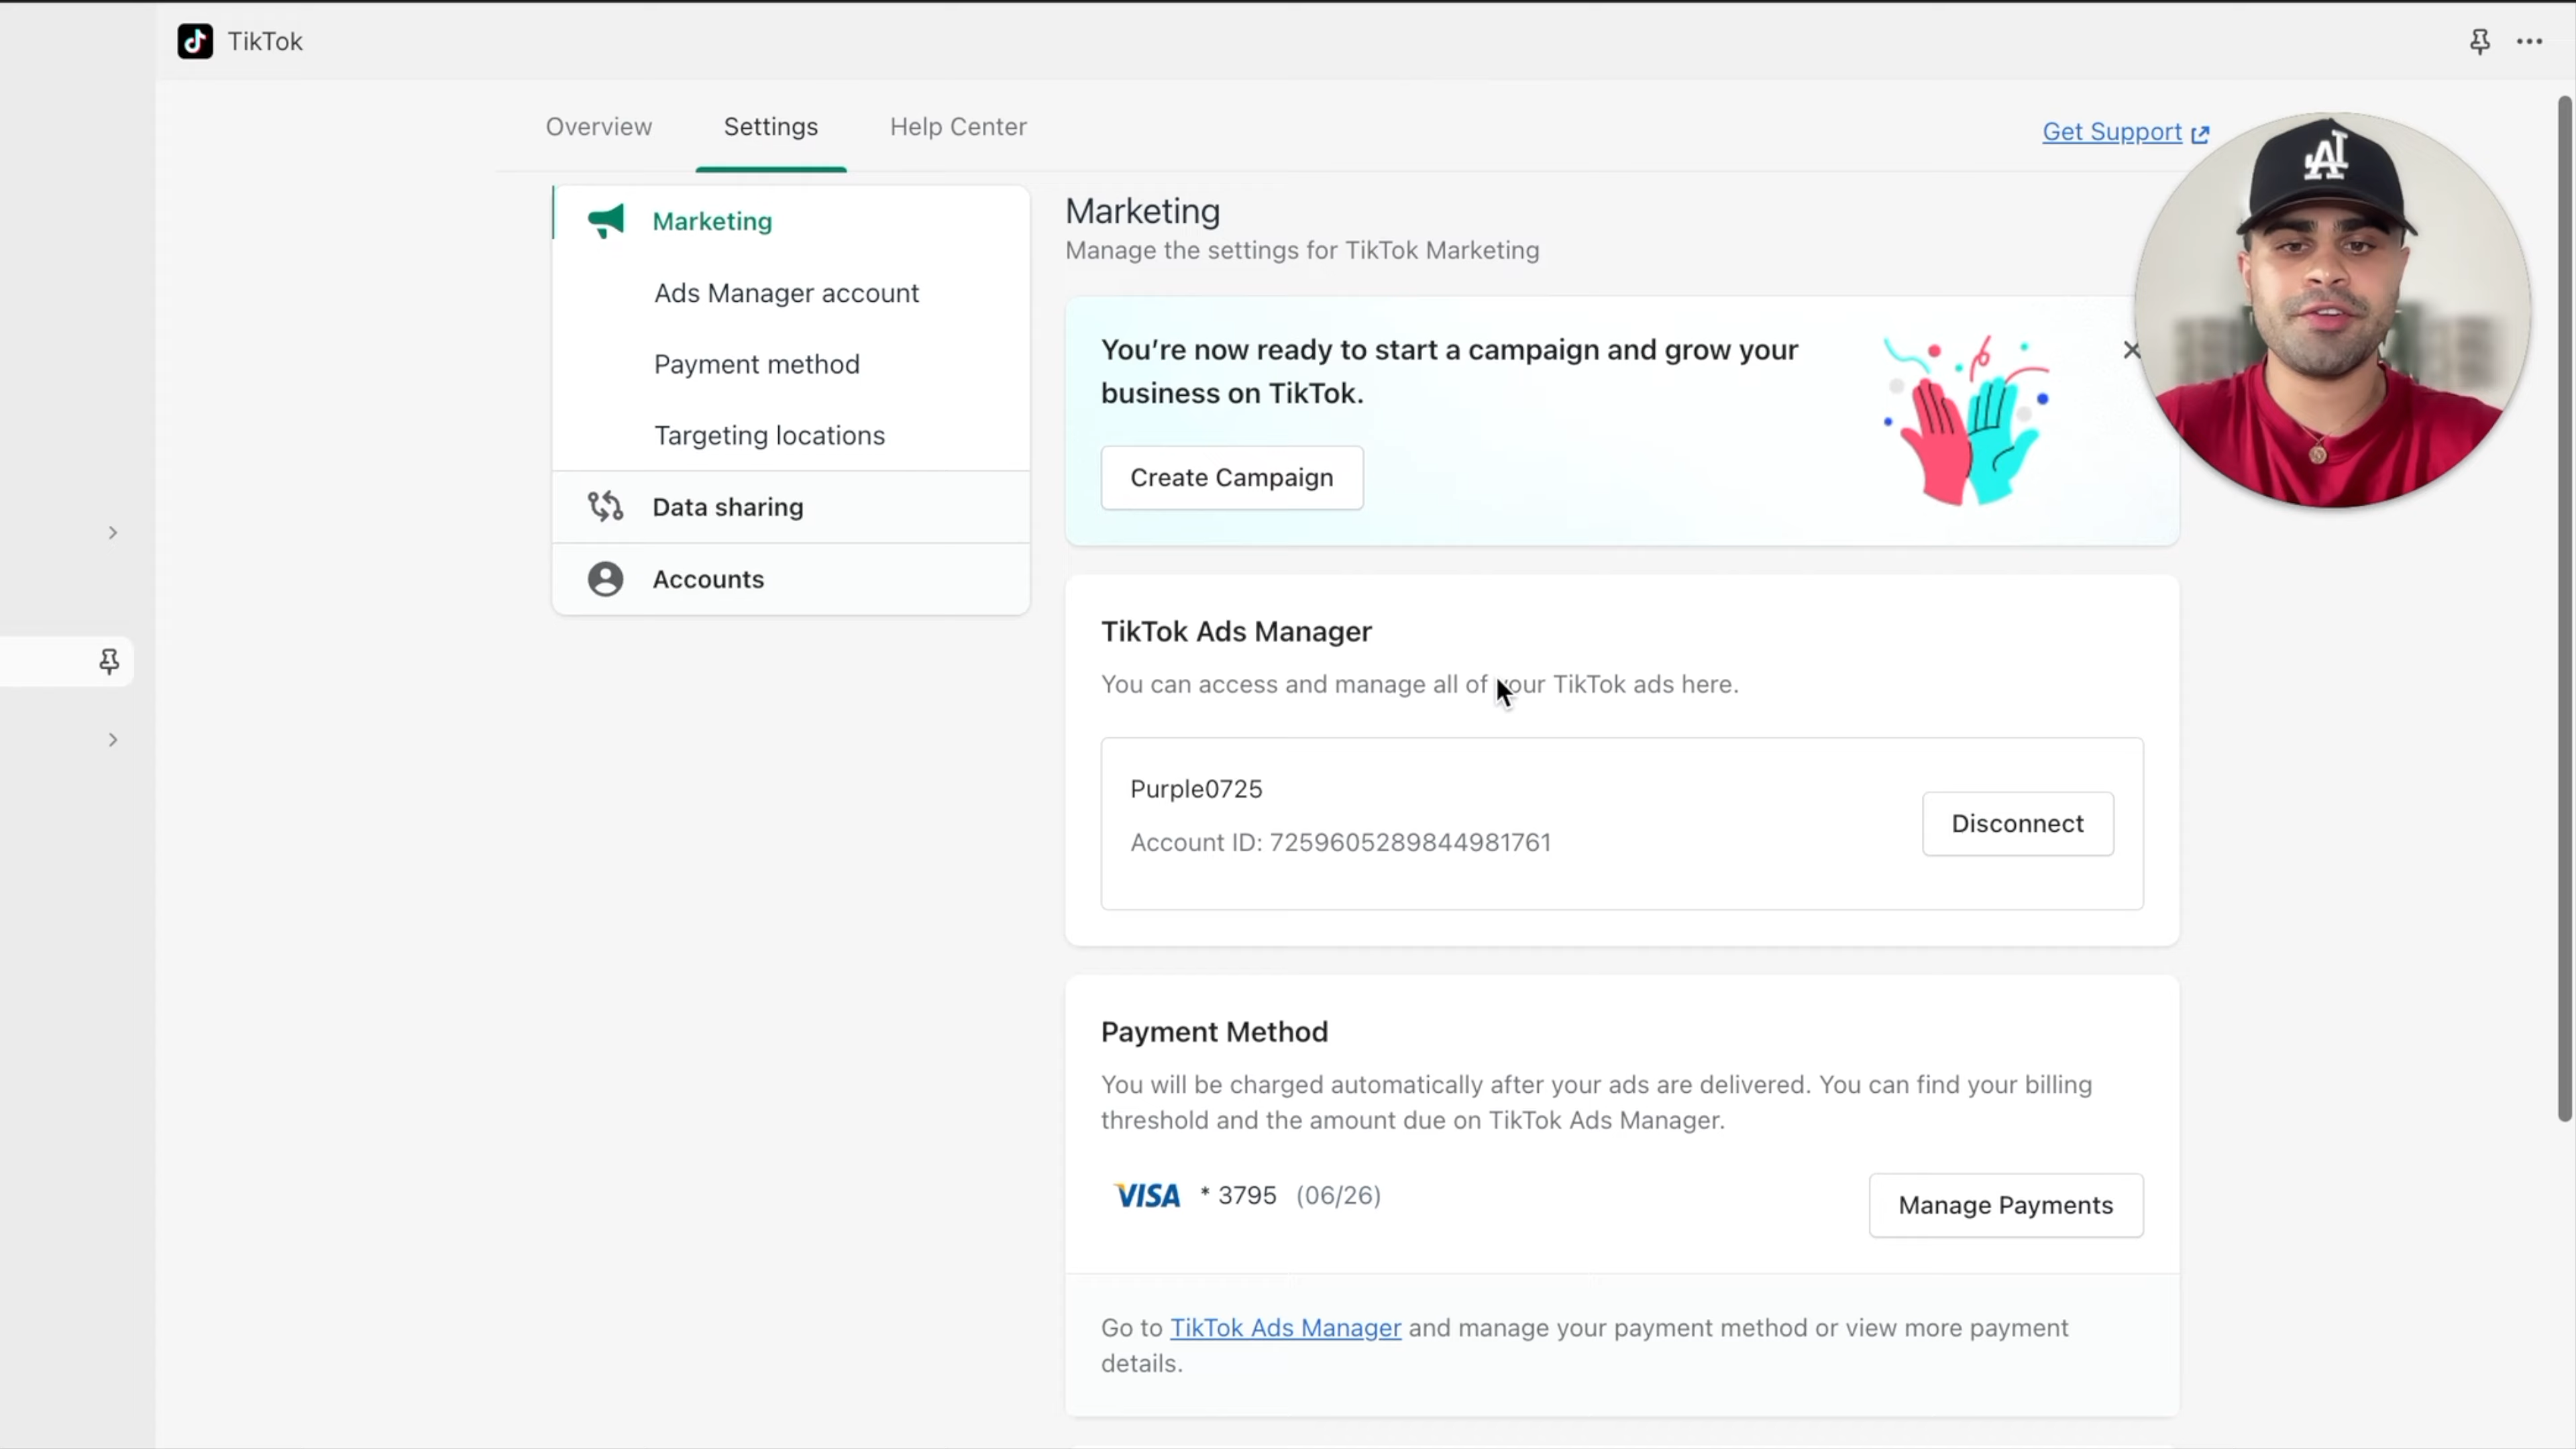 TikTok
Overview
Settings
Help Center
Get Support
Marketing
Ads Manager account
Payment method
Targeting locations
Data sharing
Accounts
Marketing
Manage the settings for TikTok Marketing
You're now ready to start a campaign and grow your
business on TikTok.
Create Campaign
TikTok Ads Manager
You can access and manage all of your TikTok ads here.
Purple0725
Account ID: 7259605289844981761
Disconnect
Payment Method
You will be charged automatically after your ads are delivered. You can find your billing
threshold and the amount due on TikTok Ads Manager.
VISA * 3795 (06/26)
Manage Payments
Go to TikTok Ads Manager and manage your payment method or view more payment
details.